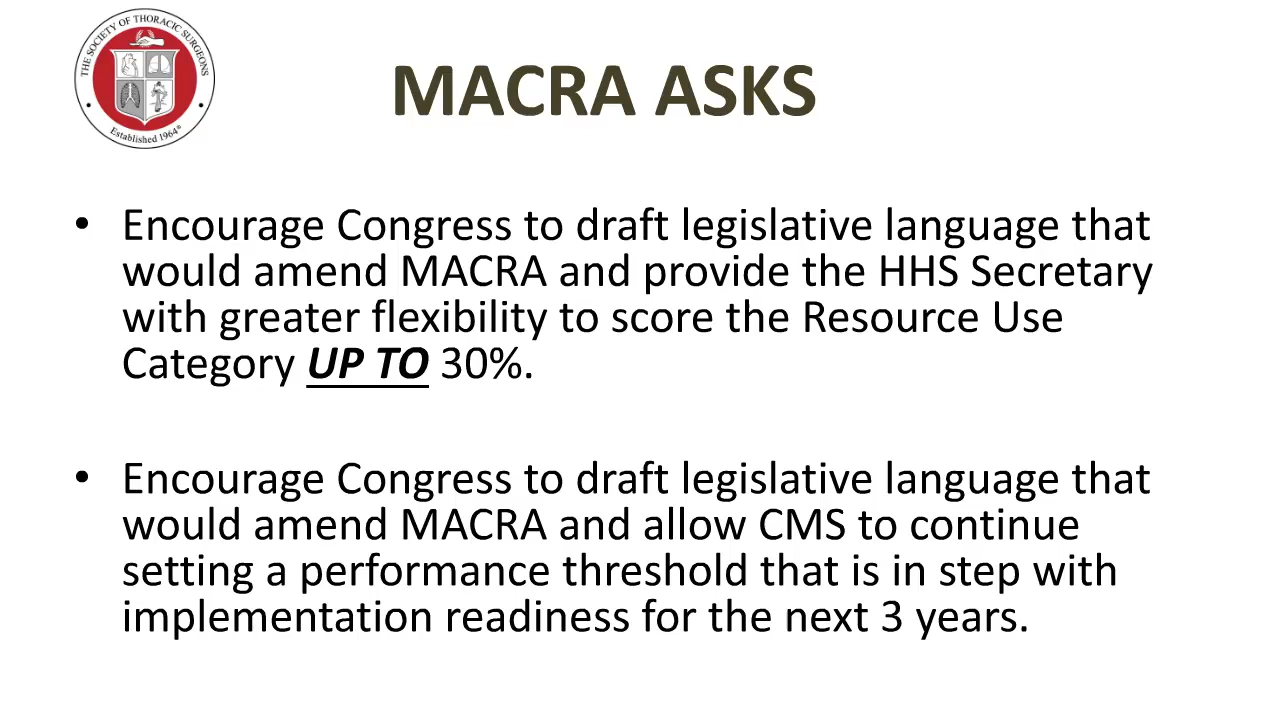 THE SOCIETY OF THORACIC SURGEONS
Established 1964
MACRA ASKS
• Encourage Congress to draft legislative language that
would amend MACRA and provide the HHS Secretary
with greater flexibility to score the Resource Use
Category UP TO 30%.
• Encourage Congress to draft legislative language that
would amend MACRA and allow CMS to continue
setting a performance threshold that is in step with
implementation readiness for the next 3 years.